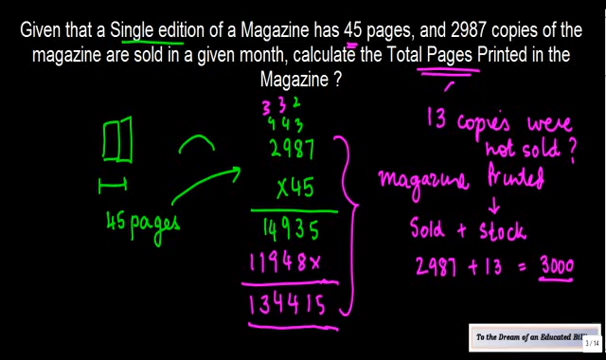 Given that a Single edition of a Magazine has 45 pages, and 2987 copies of the
magazine are sold in a given month, calculate the Total Pages Printed in the
Magazine ?
3 3 2
4 4 3
2987
x45
14935
11948x
134415
45 pages
13 copies were
not sold ?
Magazine Printed
↓
Sold + Stock
2987 + 13 = 3000
To the Dream of an Educated
3 / 14